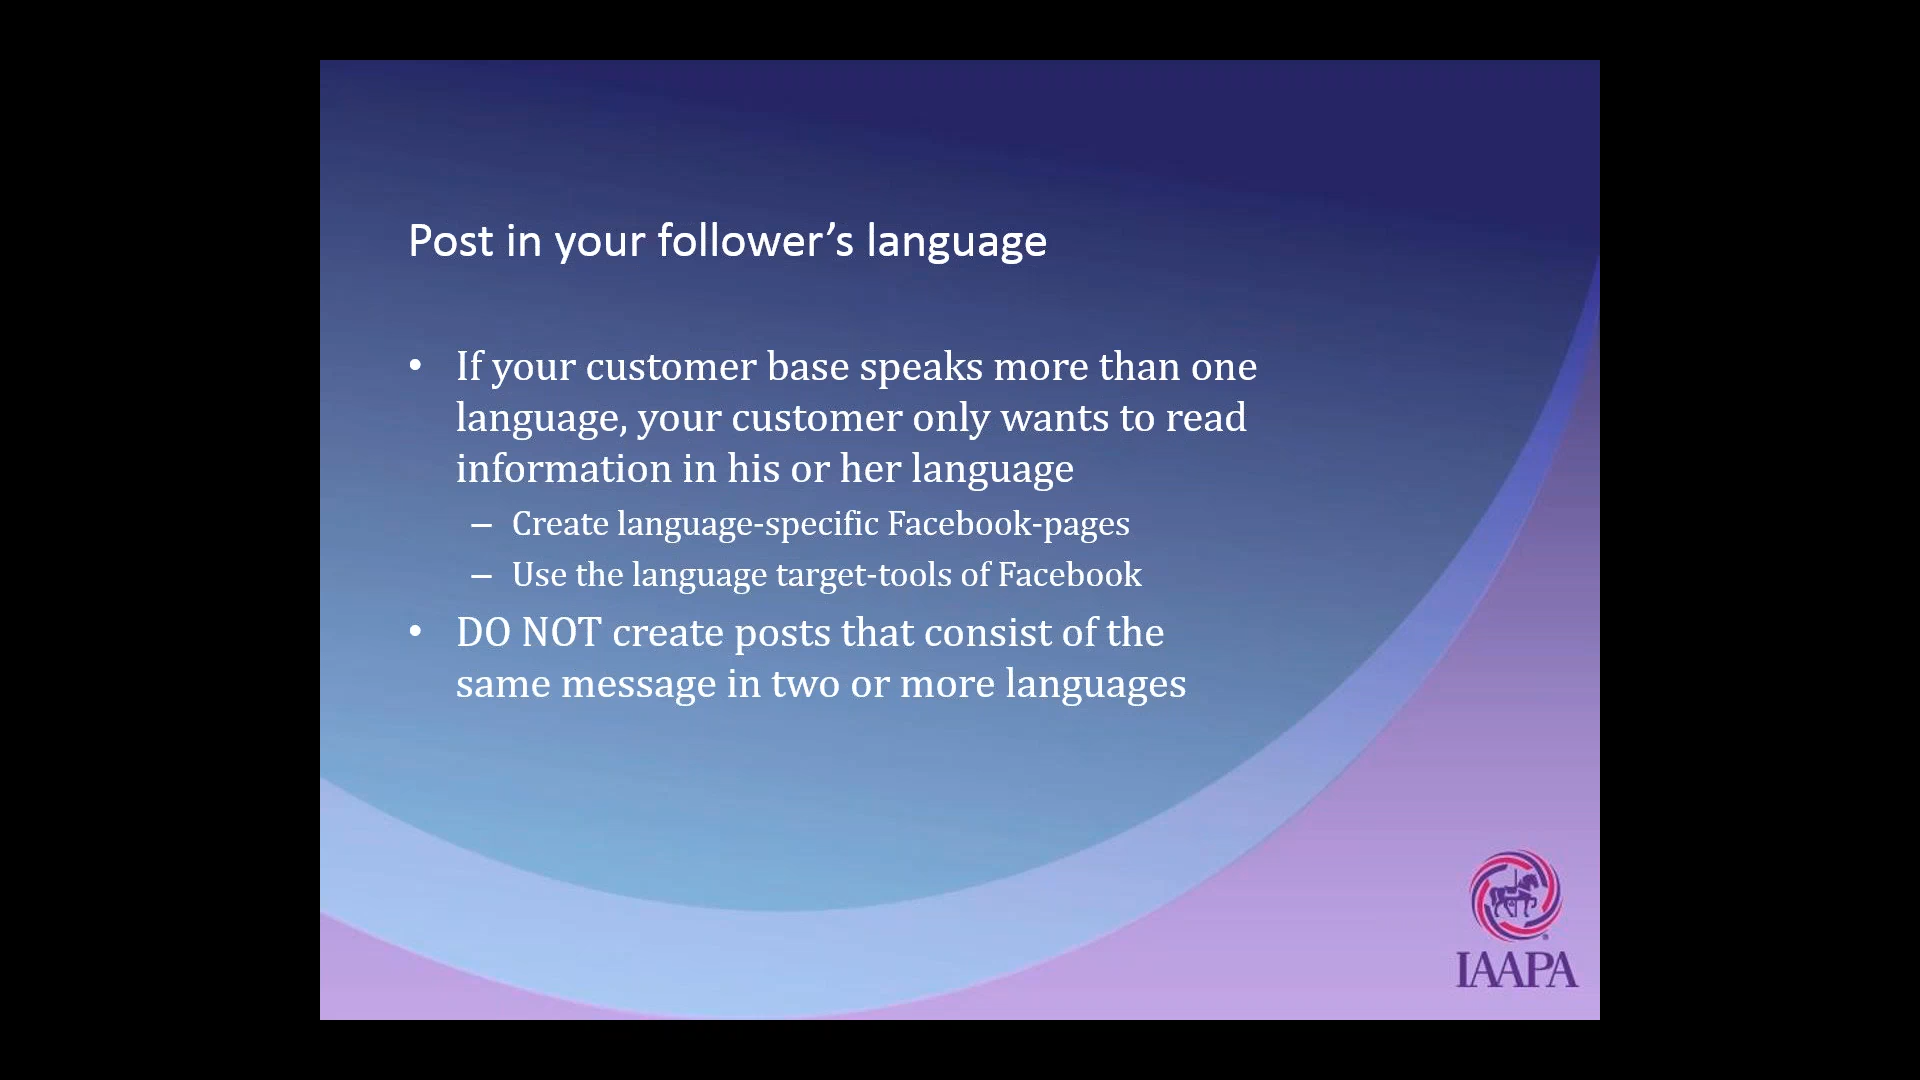 Post in your follower’s language
• If your customer base speaks more than one
language, your customer only wants to read
information in his or her language
– Create language-specific Facebook-pages
– Use the language target-tools of Facebook
• DO NOT create posts that consist of the
same message in two or more languages
IAAPA